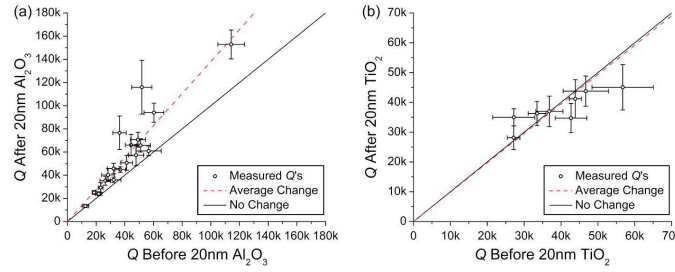 (a)
180k
160k
140k
120k
100k
80k
60k
40k
20k
0
Q After 20nm Al₂O₃
Measured Q's
Average Change
No Change
0 20k 40k 60k 80k 100k 120k 140k 160k 180k
Q Before 20nm Al₂O₃
(b)
70k
60k
50k
40k
30k
20k
10k
0
Q After 20nm TiO₂
Measured Q's
Average Change
No Change
0 10k 20k 30k 40k 50k 60k 70k
Q Before 20nm TiO₂